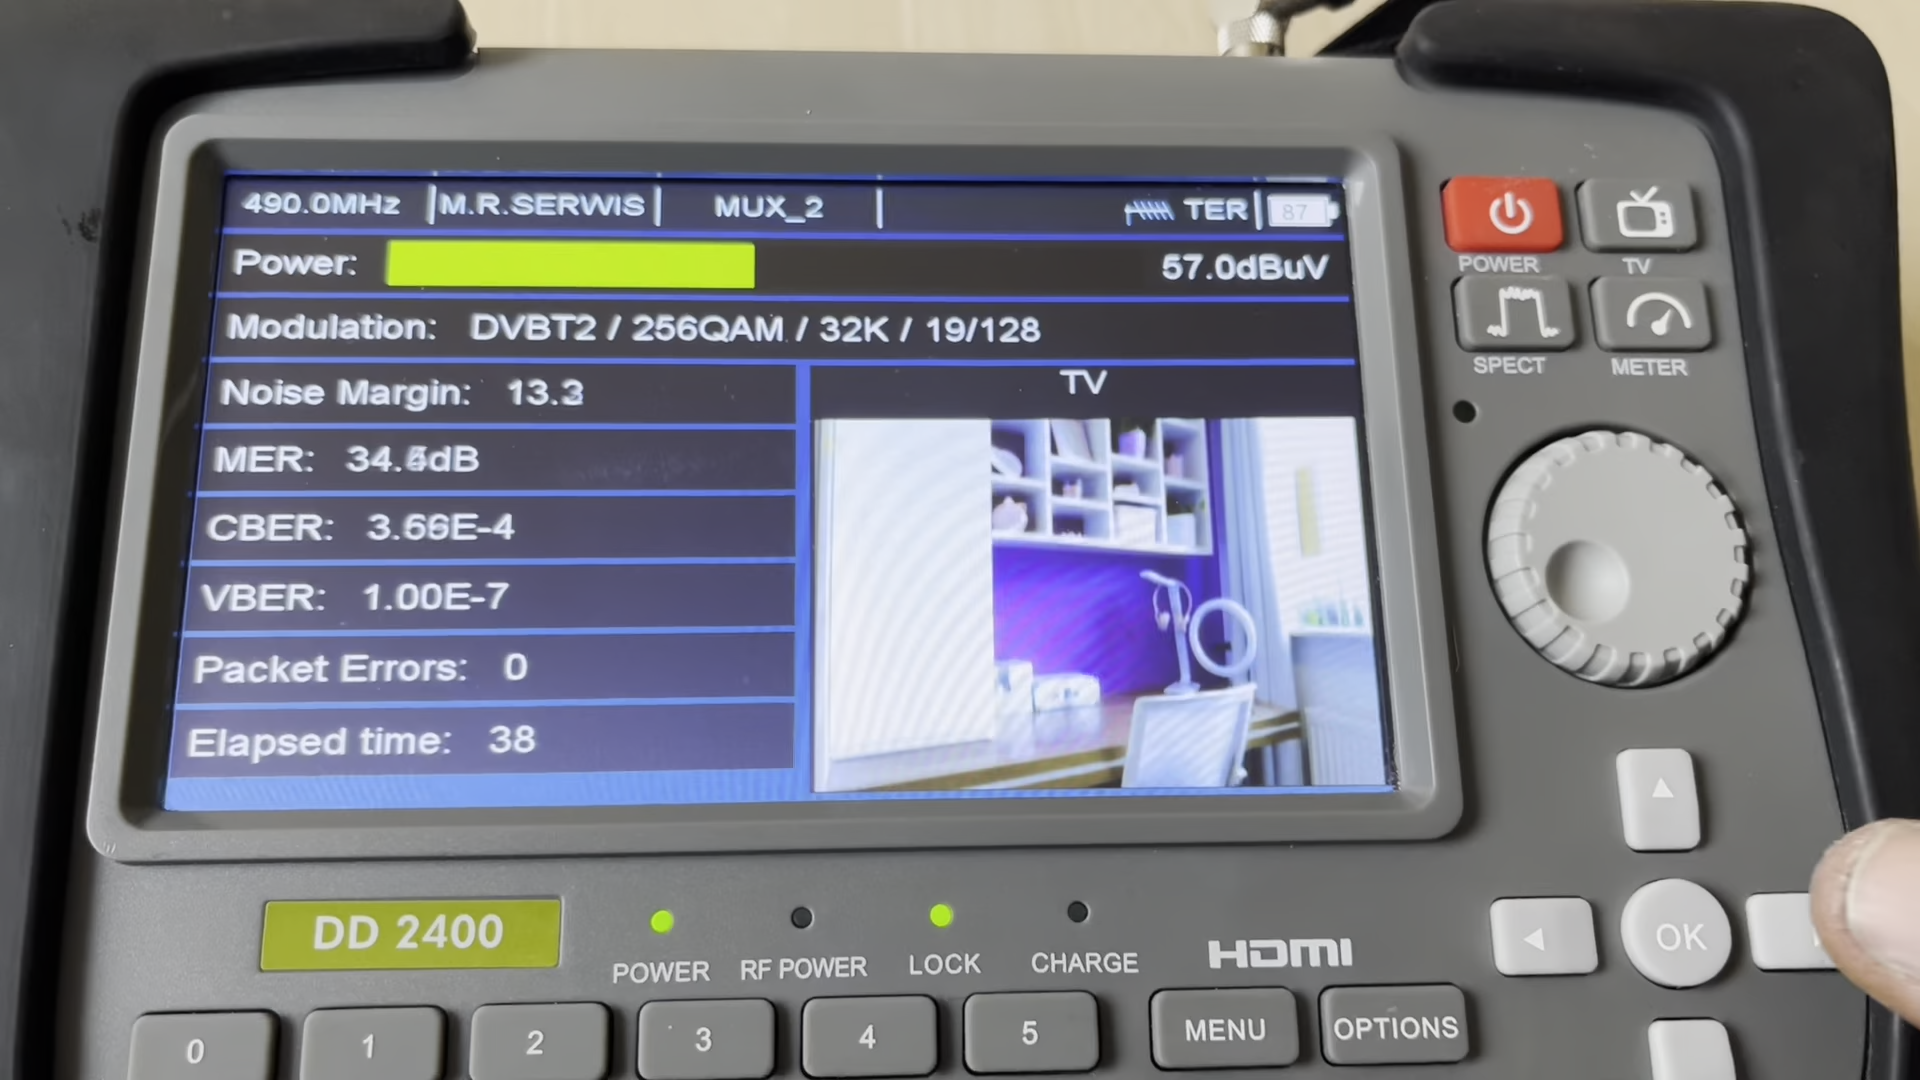 490.0MHz M.R.SERWIS MUX_2 TER 87
Power: 57.0dBuV
Modulation: DVBT2 / 256QAM / 32K / 19/128
Noise Margin: 13.3
TV
MER:
CBER: 3.66E-4
VBER: 1.00E-7
Packet Errors: 0
Elapsed time: 38
POWER TV
SPECT METER
DD 2400
POWER RF POWER LOCK CHARGE HDMI
OK
0 1 2 3 4 5 MENU OPTIONS